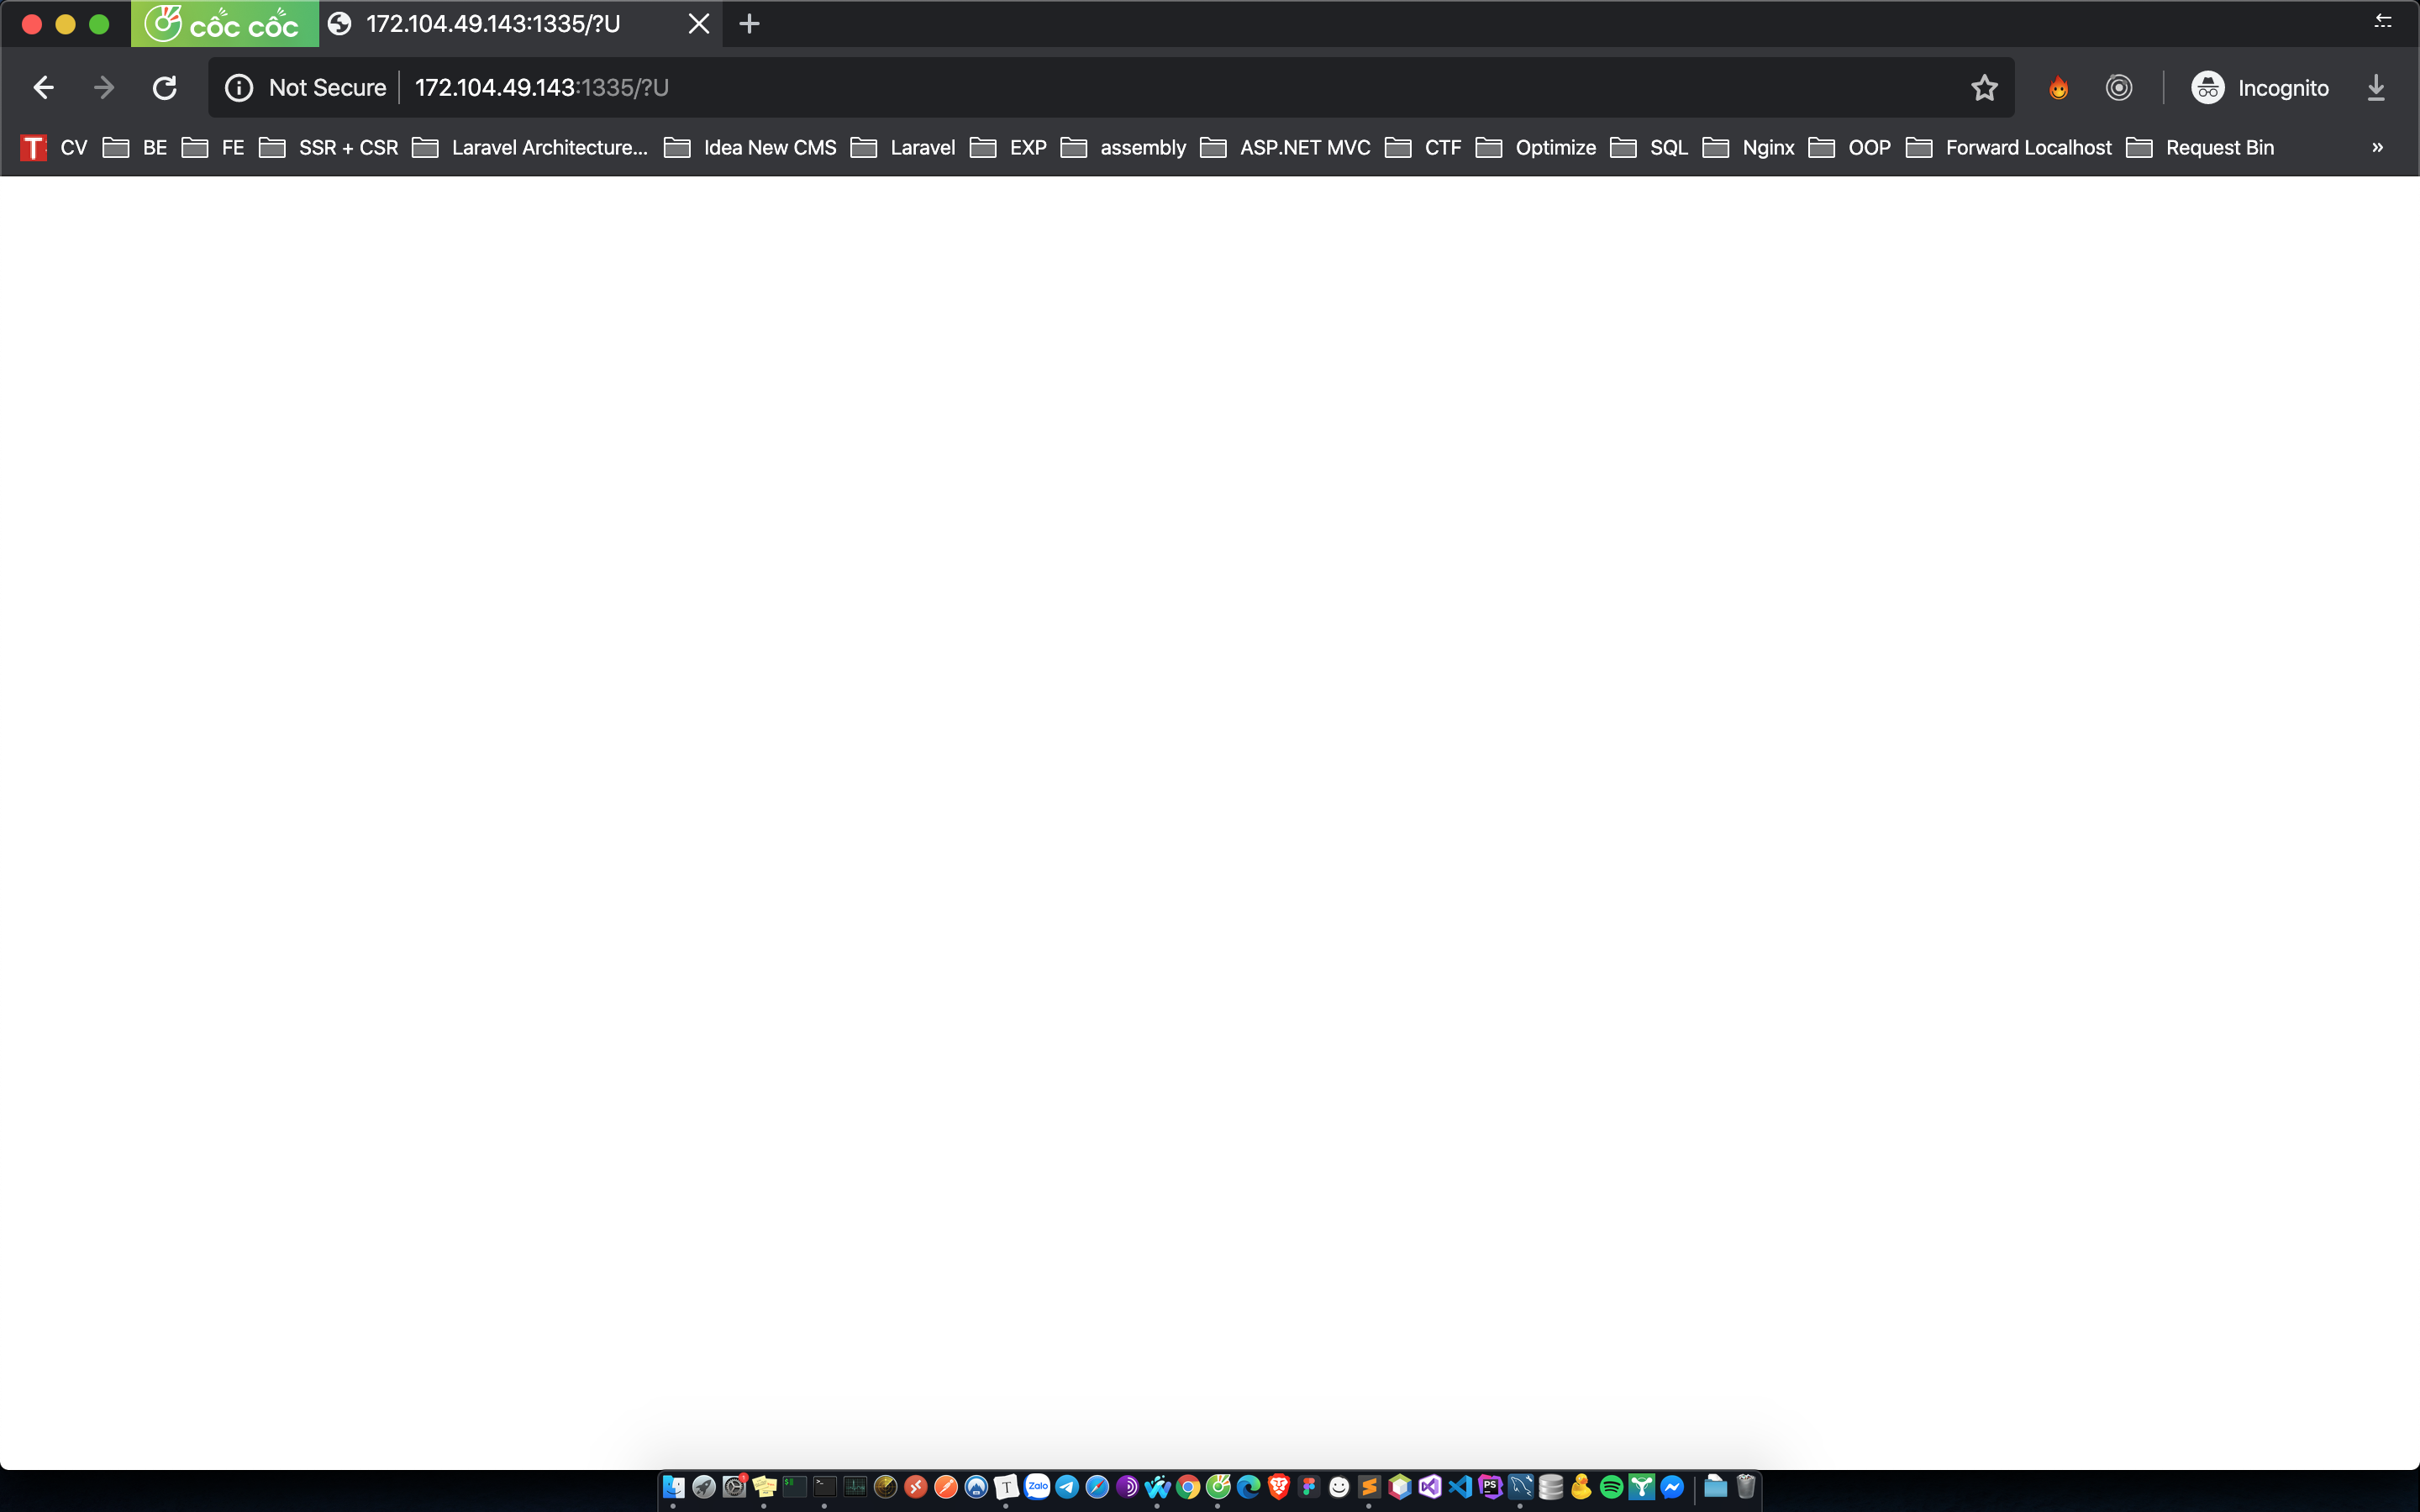 cốc cốc 172.104.49.143:1335/?U
Not Secure 172.104.49.143:1335/?U Incognito
T CV BE FE SSR + CSR Laravel Architecture... Idea New CMS Laravel EXP assembly ASP.NET MVC CTF Optimize SQL Nginx OOP Forward Localhost Request Bin »
T Zalo PS